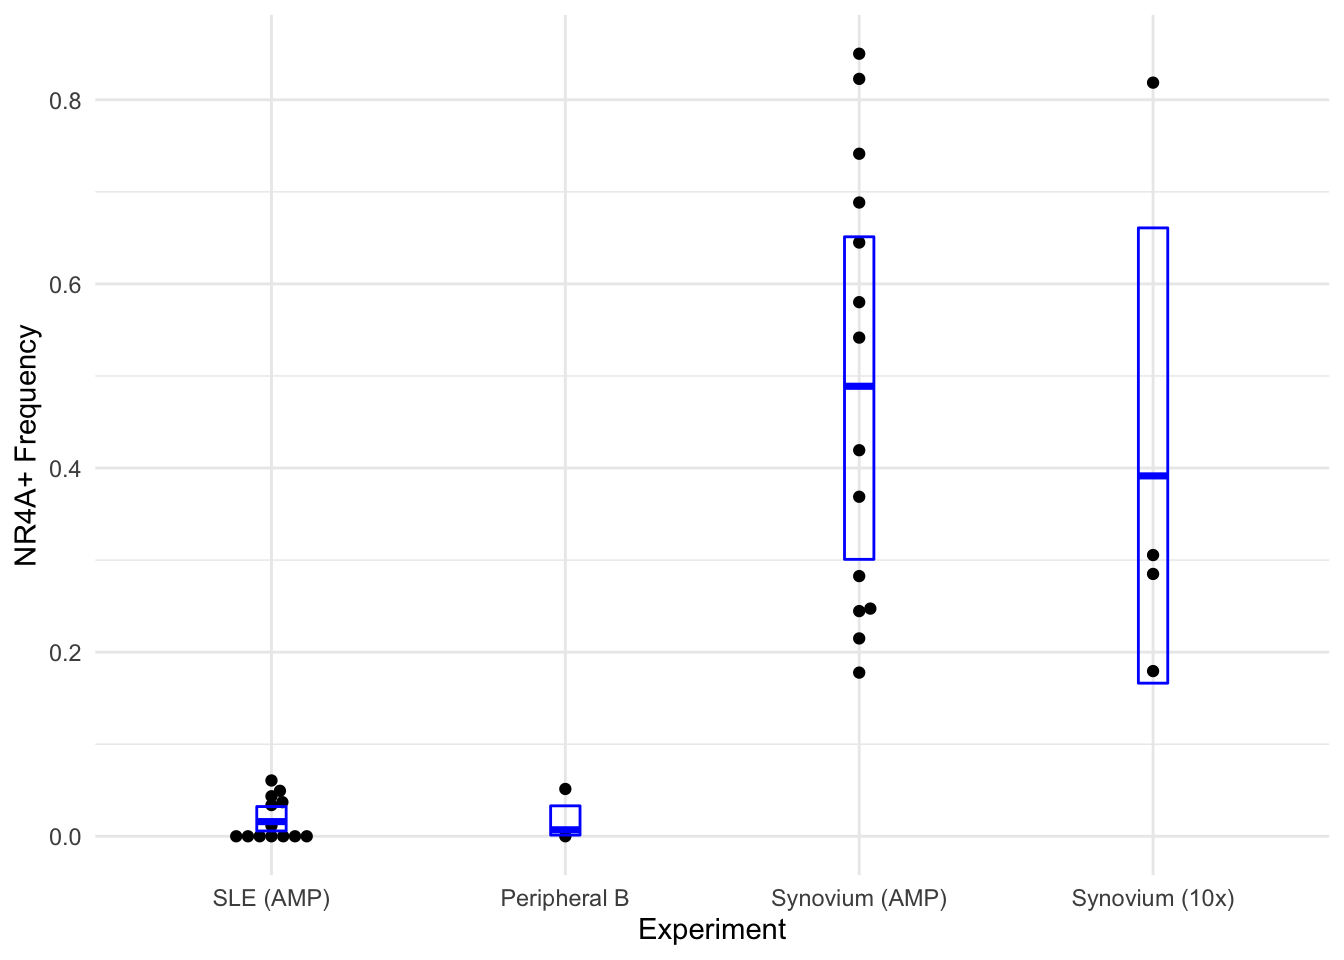 NR4A+ Frequency
0.8
0.6
0.4
0.2
0.0
SLE (AMP)
Peripheral B
Synovium (AMP)
Synovium (10x)
Experiment